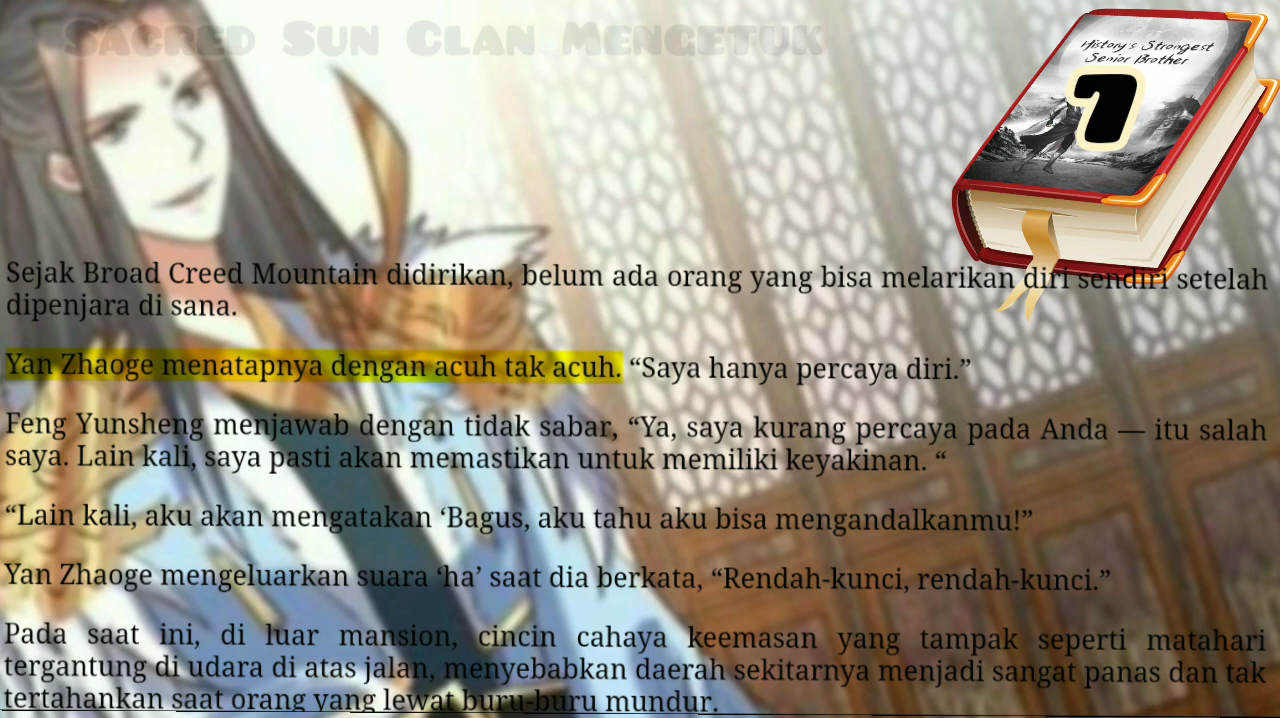 Sacred Sun Clan Mengetuk
History's Strongest
Senior Brother
7
Sejak Broad Creed Mountain didirikan, belum ada orang yang bisa melarikan diri sendiri setelah
dipenjara di sana.
Yan Zhaoge menatapnya dengan acuh tak acuh. “Saya hanya percaya diri.”
Feng Yunsheng menjawab dengan tidak sabar, “Ya, saya kurang percaya pada Anda — itu salah
saya. Lain kali, saya pasti akan memastikan untuk memiliki keyakinan. “
“Lain kali, aku akan mengatakan ‘Bagus, aku tahu aku bisa mengandalkanmu!”
Yan Zhaoge mengeluarkan suara ‘ha’ saat dia berkata, “Rendah-kunci, rendah-kunci.”
Pada saat ini, di luar mansion, cincin cahaya keemasan yang tampak seperti matahari
tergantung di udara di atas jalan, menyebabkan daerah sekitarnya menjadi sangat panas dan tak
tertahankan saat orang yang lewat buru-buru mundur.